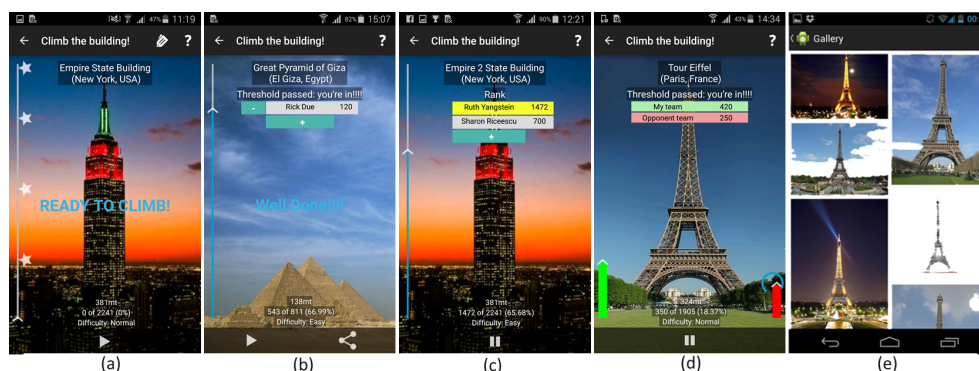 47% 11:19
Climb the building! ?
Empire State Building
(New York, USA)
READY TO CLIMB!
381mt
0 of 2241 (0%)
Difficulty: Normal
(a)
82% 15:07
Climb the building! ?
Great Pyramid of Giza
(El Giza, Egypt)
Threshold passed: you're in!!!!
- Rick Due 120
+
Well Done!!!!
138mt
543 of 811 (66.99%)
Difficulty: Easy
(b)
90% 12:21
Climb the building! ?
Empire 2 State Building
(New York, USA)
Rank
Ruth Yangstein 1472
Sharon Riceescu 700
+
381mt
1472 of 2241 (65.68%)
Difficulty: Easy
(c)
43% 14:34
Climb the building! ?
Tour Eiffel
(Paris, France)
Threshold passed: you're in!!!!
My team 420
Opponent team 250
324mt
350 of 1905 (18.37%)
Difficulty: Normal
(d)
Gallery
(e)